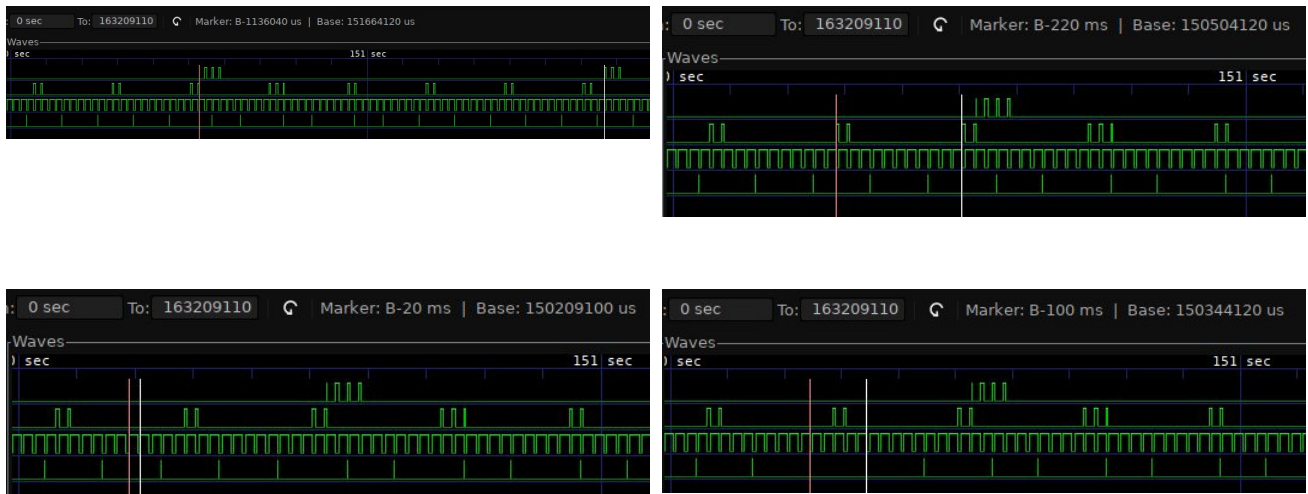 : 0 sec To: 163209110 Marker: B-1136040 us | Base: 151664120 us
Waves
) sec 151 sec
: 0 sec To: 163209110 Marker: B-220 ms | Base: 150504120 us
Waves
) sec 151 sec
: 0 sec To: 163209110 Marker: B-20 ms | Base: 150209100 us
Waves
) sec 151 sec
: 0 sec To: 163209110 Marker: B-100 ms | Base: 150344120 us
Waves
) sec 151 sec